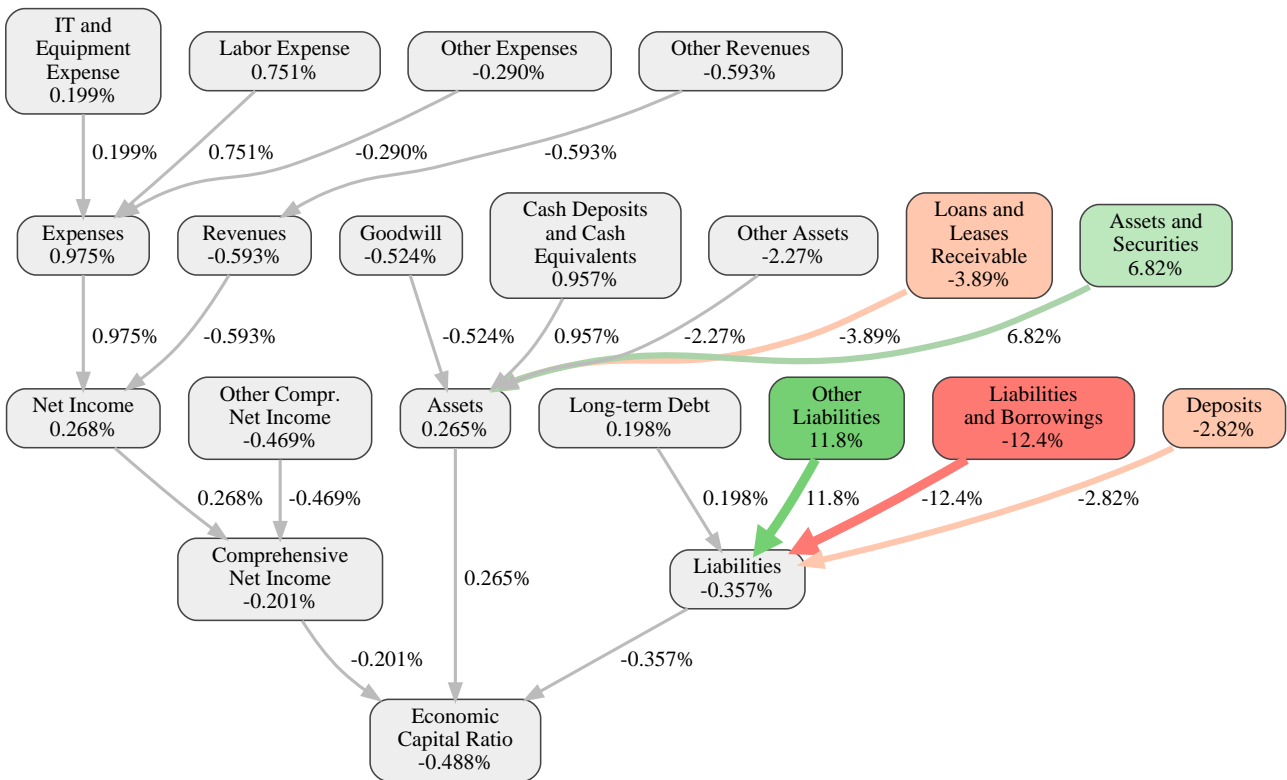 IT and
Equipment
Expense
0.199%
Labor Expense
0.751%
Other Expenses
-0.290%
Other Revenues
-0.593%
0.199%
0.751%
-0.290%
-0.593%
Expenses
0.975%
Revenues
-0.593%
Goodwill
-0.524%
Cash Deposits
and Cash
Equivalents
0.957%
Other Assets
-2.27%
Loans and
Leases
Receivable
-3.89%
Assets and
Securities
6.82%
0.975%
-0.593%
-0.524%
0.957%
-2.27%
-3.89%
6.82%
Net Income
0.268%
Other Compr.
Net Income
-0.469%
Assets
0.265%
Long-term Debt
0.198%
Other
Liabilities
11.8%
Liabilities
and Borrowings
-12.4%
Deposits
-2.82%
0.268%
-0.469%
0.198%
11.8%
-12.4%
-2.82%
Comprehensive
Net Income
-0.201%
0.265%
Liabilities
-0.357%
-0.201%
-0.357%
Economic
Capital Ratio
-0.488%